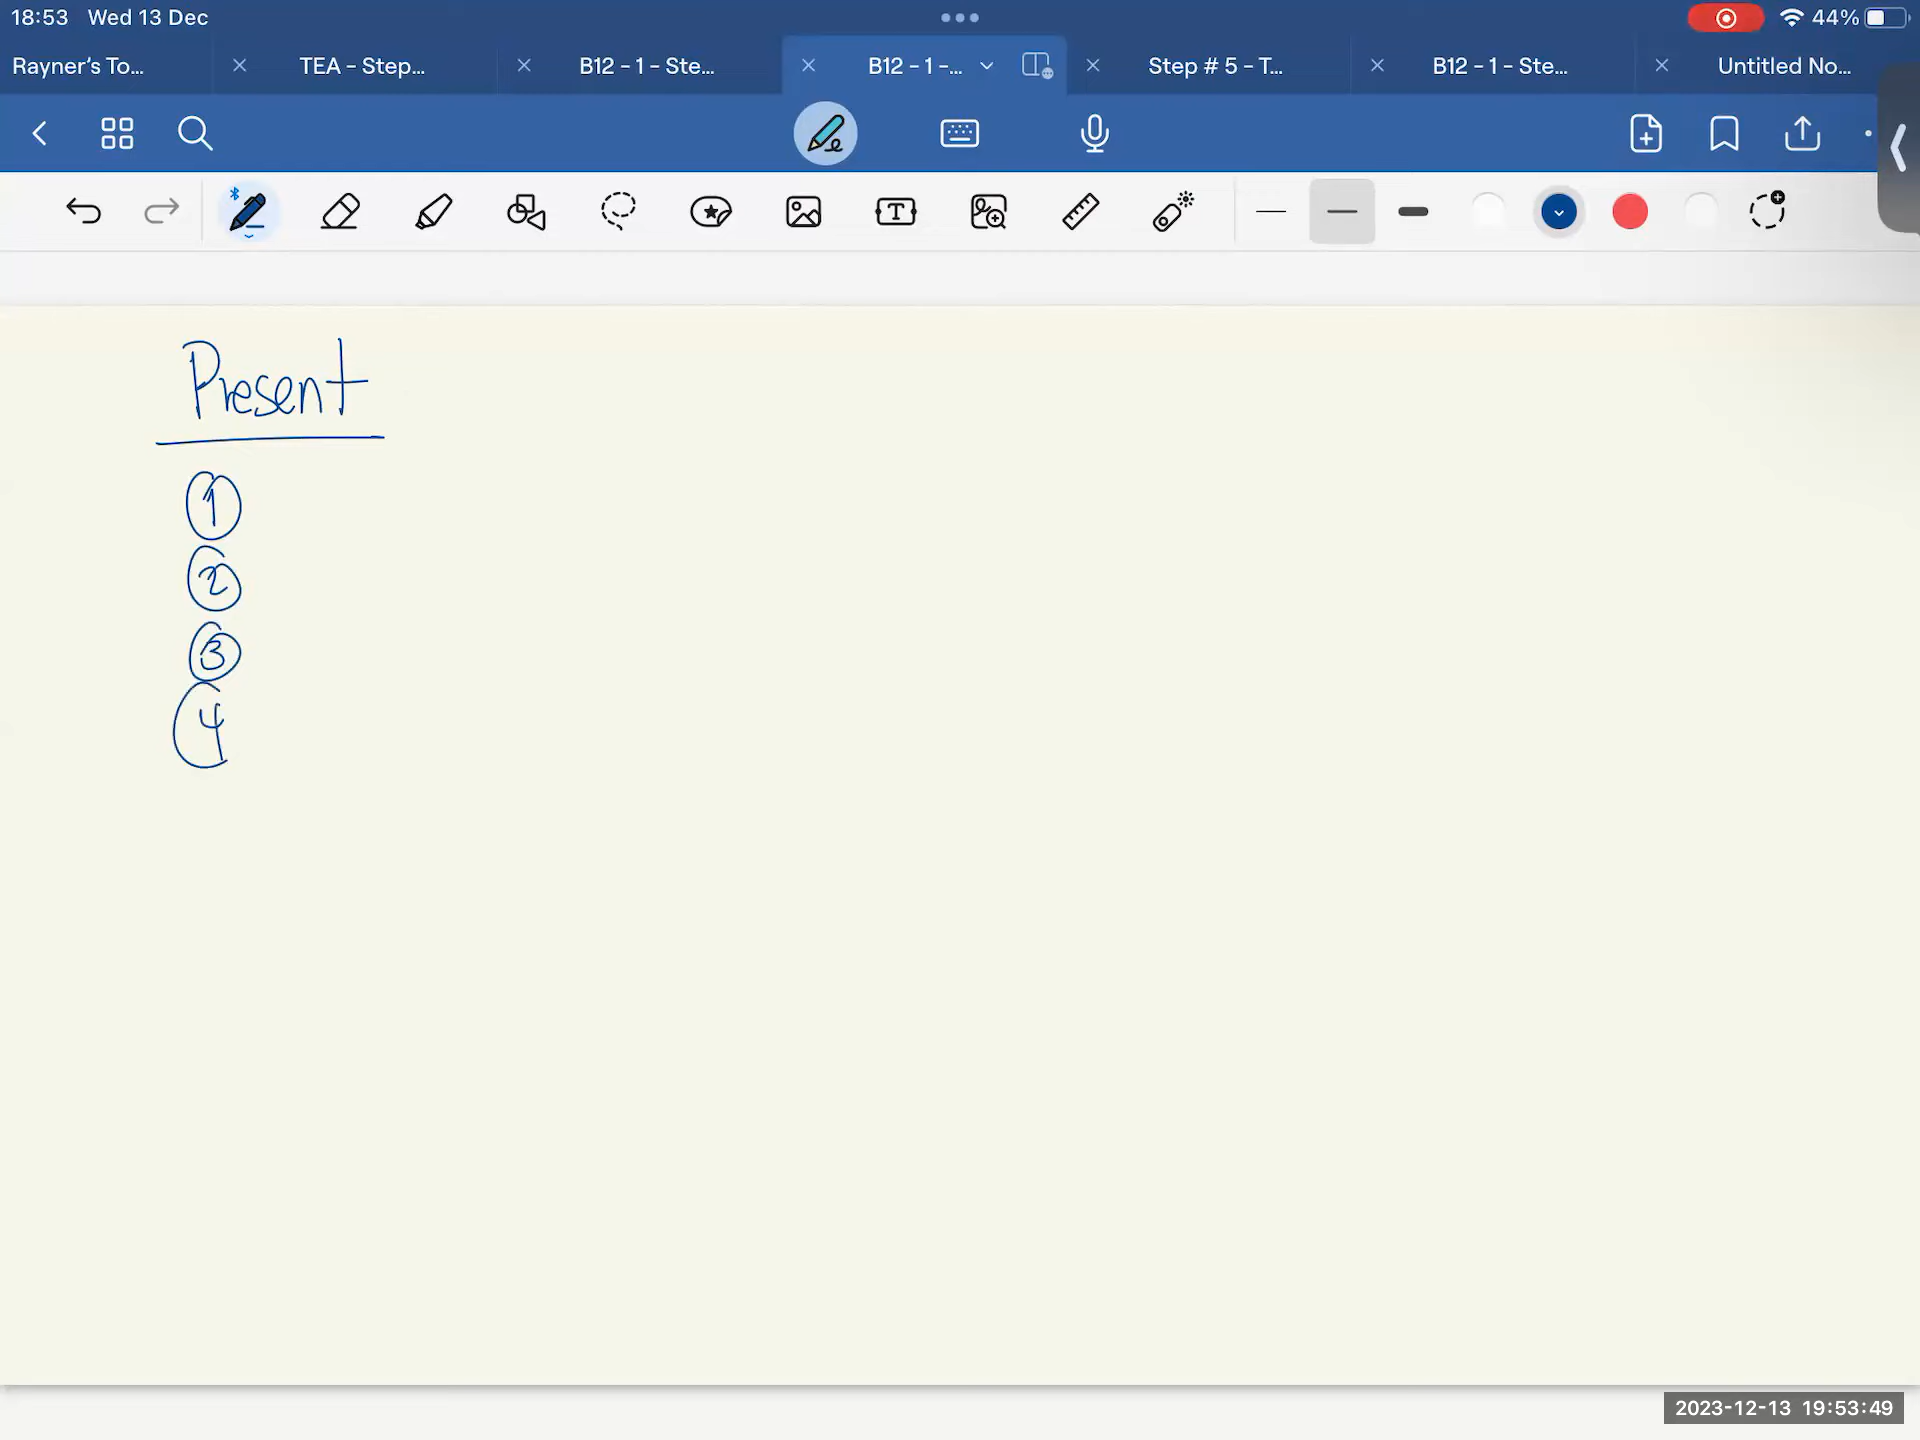 18:53 Wed 13 Dec
44%
Rayner's To...
TEA - Step...
B12 - 1 - Ste...
B12 - 1 -...
Step # 5 - T...
B12 - 1 - Ste...
Untitled No...
Present
1
2
3
4
2023-12-13 19:53:49